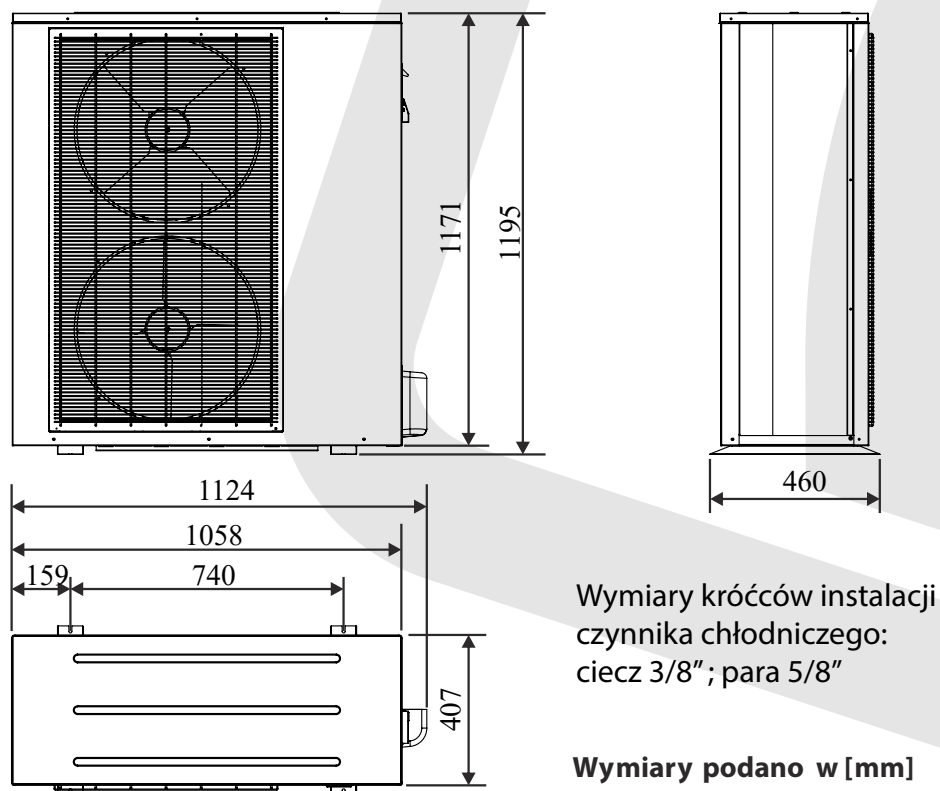 1171
1195
460
1124
1058
159
740
407
Wymiary króćców instalacji
czynnika chłodniczego:
ciecz 3/8" ; para 5/8"
Wymiary podano w [mm]